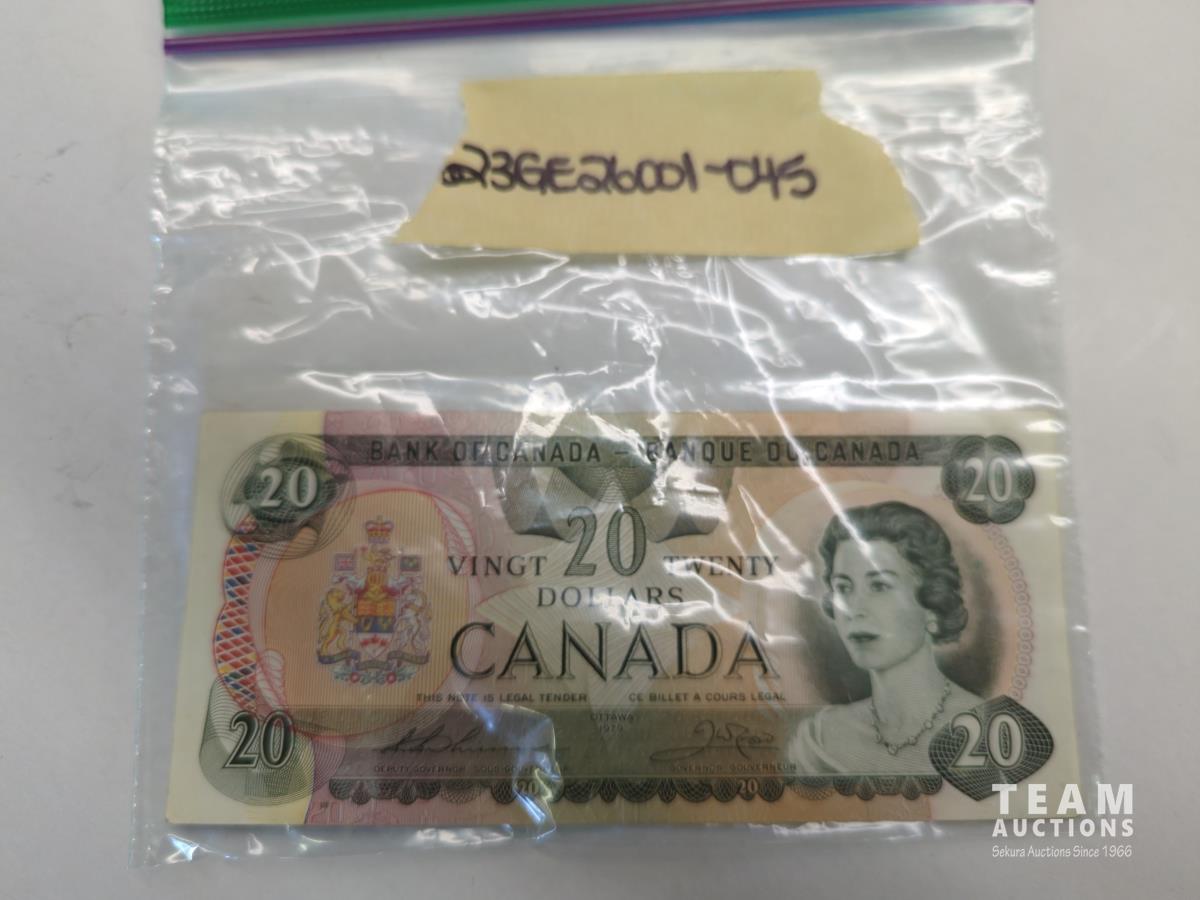 23GE26001-045
BANK OF CANADA – BANQUE DU CANADA
20 20
VINGT 20 TWENTY
DOLLARS
CANADA
THIS NOTE IS LEGAL TENDER CE BILLET A COURS LEGAL
OTTAWA
1979
20 20
DEPUTY GOVERNOR SOUS-GOUVERNEUR GOVERNOR GOUVERNEUR
20 20
TEAM
AUCTIONS
Sekura Auctions Since 1966